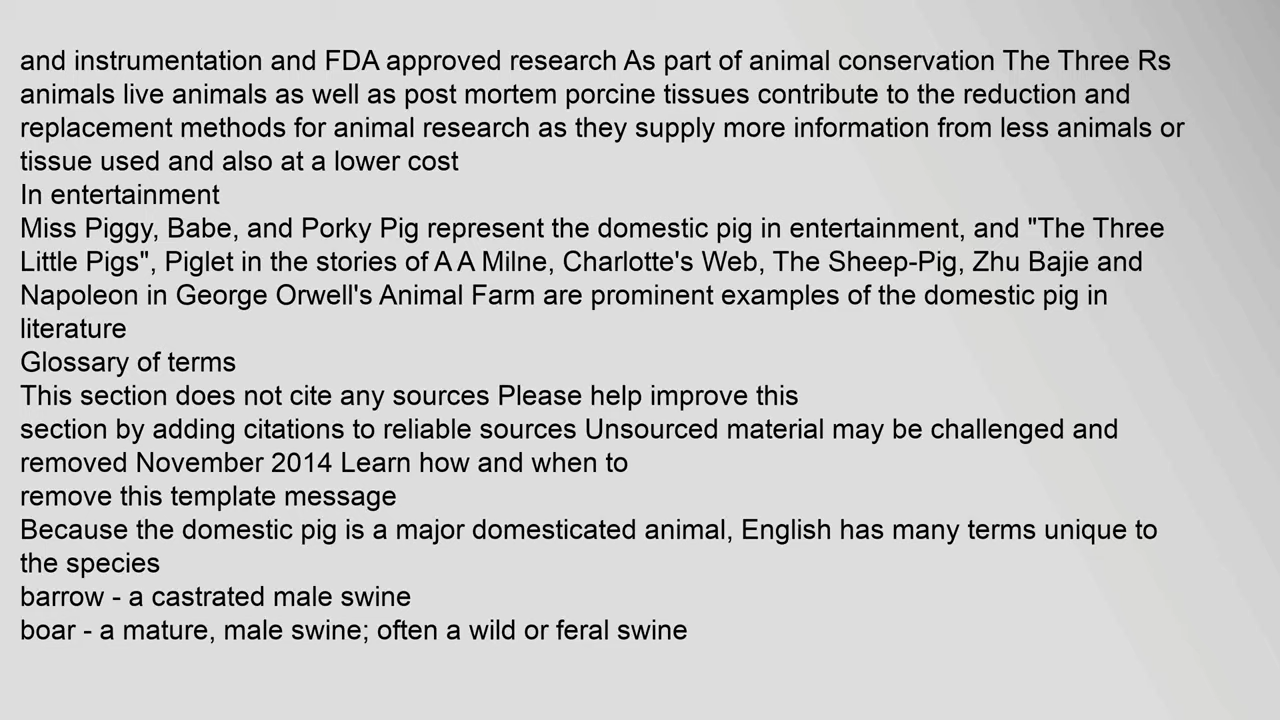 and instrumentation and FDA approved research As part of animal conservation The Three Rs
animals live animals as well as post mortem porcine tissues contribute to the reduction and
replacement methods for animal research as they supply more information from less animals or
tissue used and also at a lower cost
In entertainment
Miss Piggy, Babe, and Porky Pig represent the domestic pig in entertainment, and "The Three
Little Pigs", Piglet in the stories of A A Milne, Charlotte's Web, The Sheep-Pig, Zhu Bajie and
Napoleon in George Orwell's Animal Farm are prominent examples of the domestic pig in
literature
Glossary of terms
This section does not cite any sources Please help improve this
section by adding citations to reliable sources Unsourced material may be challenged and
removed November 2014 Learn how and when to
remove this template message
Because the domestic pig is a major domesticated animal, English has many terms unique to
the species
barrow - a castrated male swine
boar - a mature, male swine; often a wild or feral swine